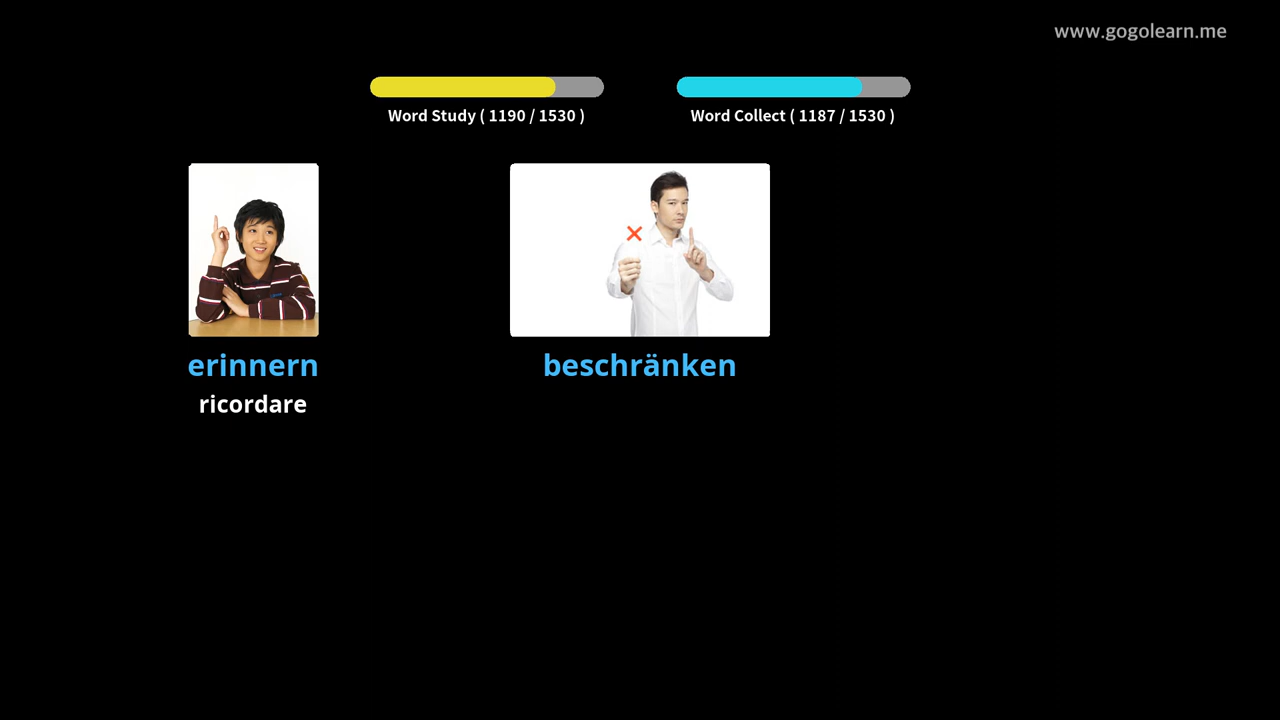 www.gogolearn.me
Word Study ( 1190 / 1530 )
Word Collect ( 1187 / 1530 )
erinnern
ricordare
beschränken